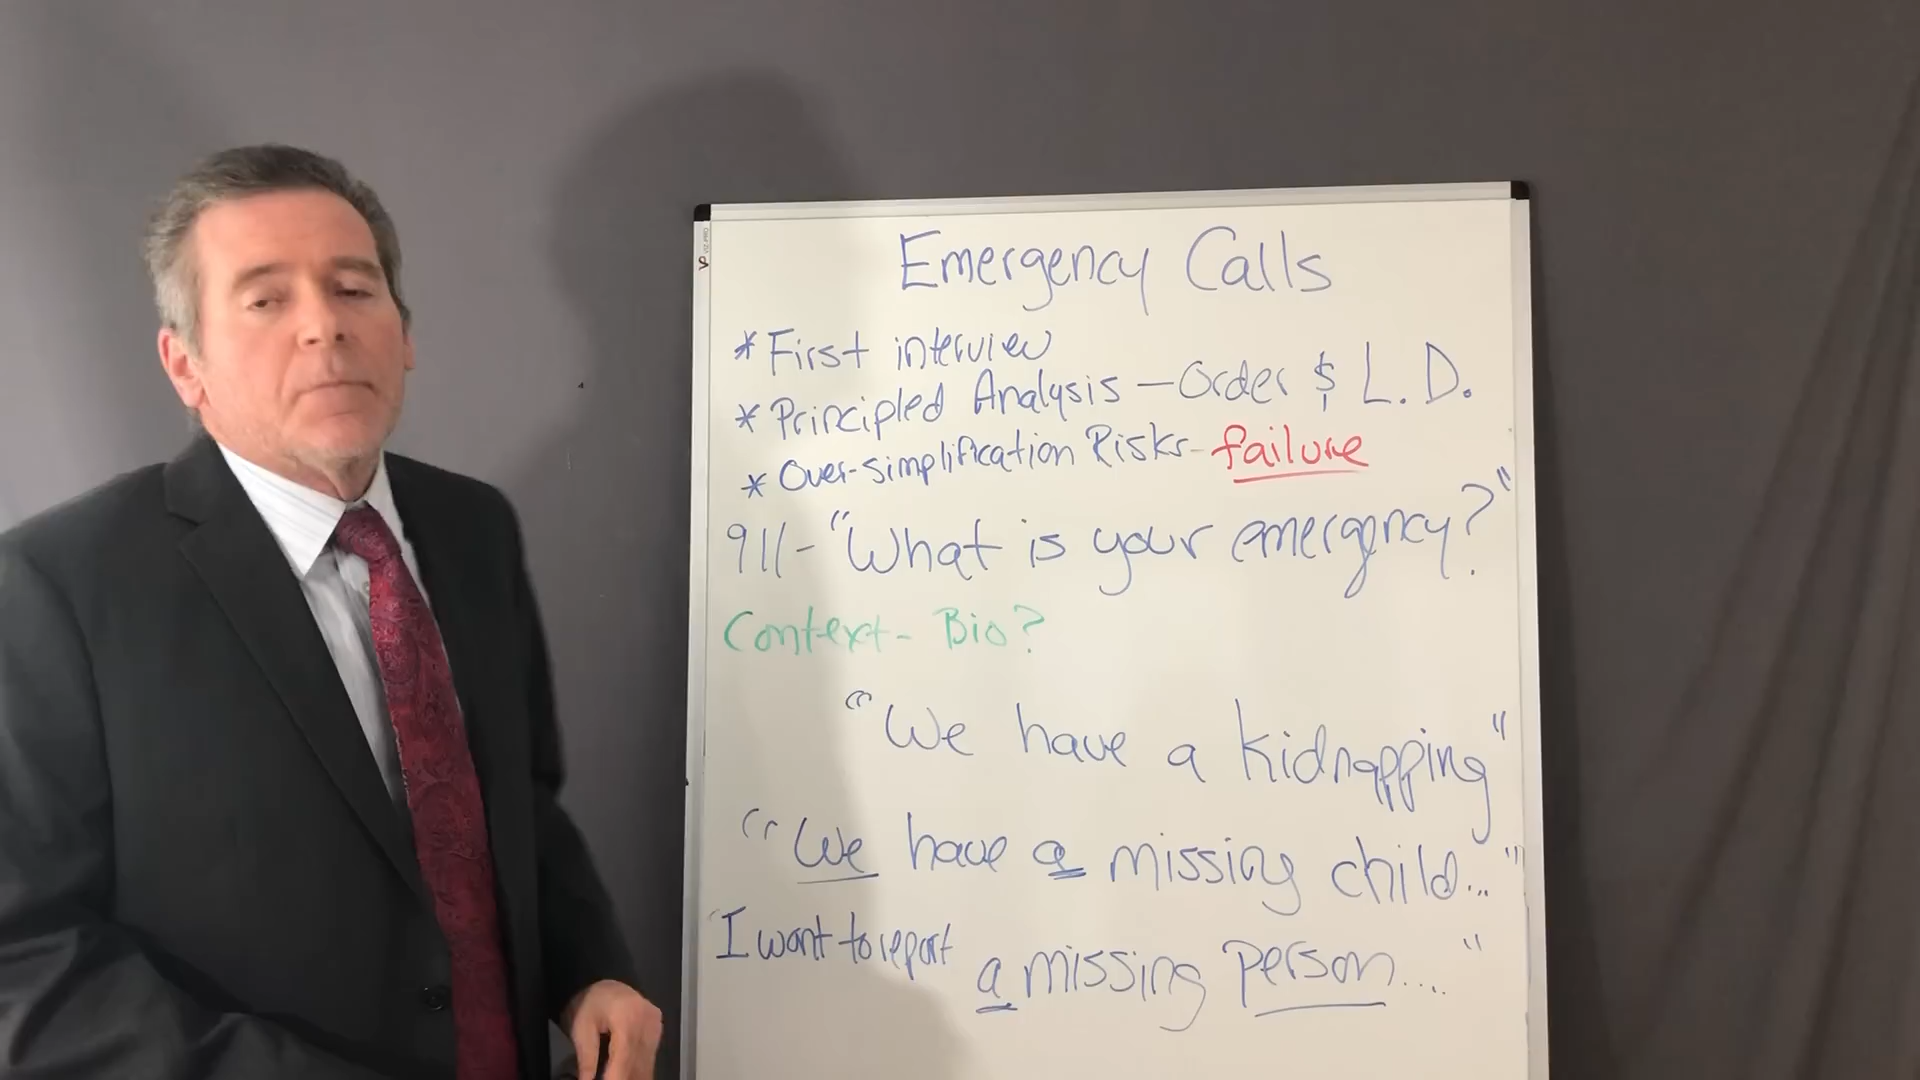 Emergency Calls
* First interview
* Principled Analysis — Order $ L. D.
* Over-simplification Risks - failure
911 - "What is your emergency?"
Context - Bio?
"We have a kidnapping"
"We have a missing child..."
"I want to report a missing person...."